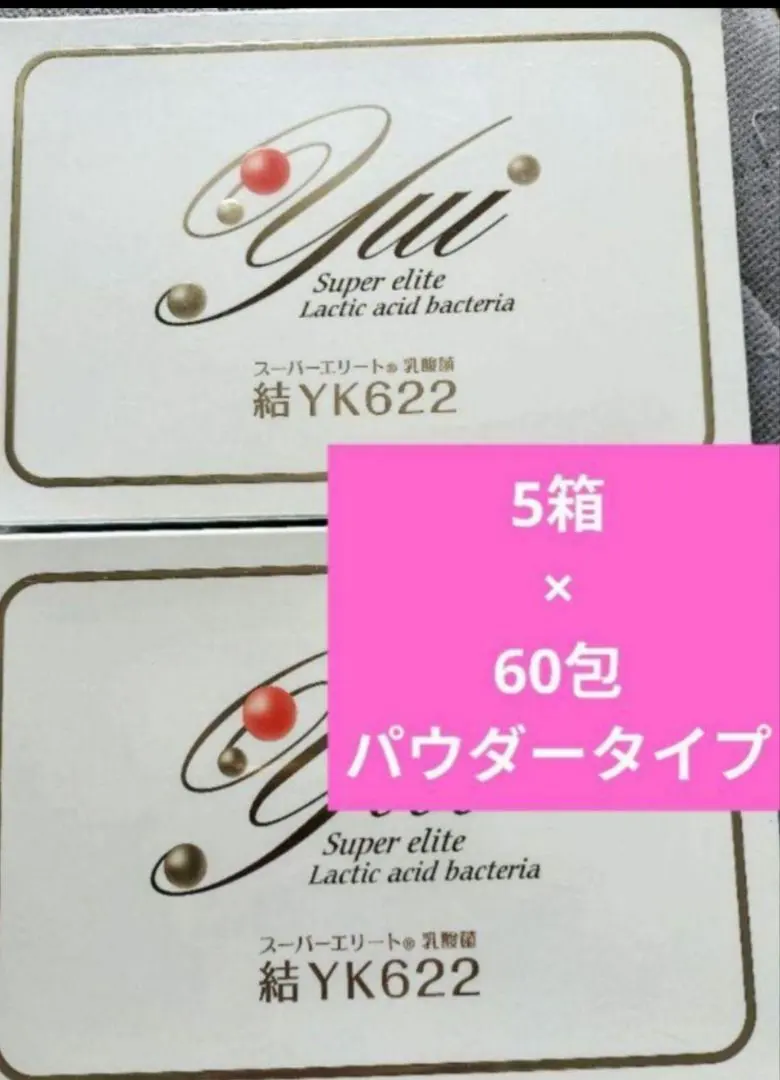 Yui
Super elite
Lactic acid bacteria
スーパーエリート® 乳酸菌
結YK622
5箱
×
60包
パウダータイプ
Super elite
Lactic acid bacteria
スーパーエリート® 乳酸菌
結YK622